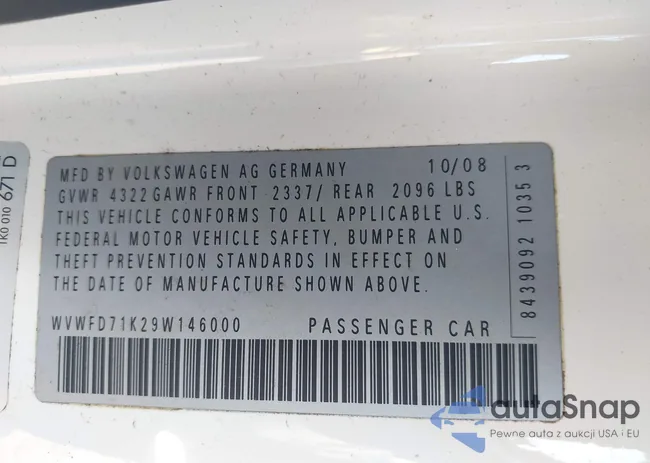 MFD BY VOLKSWAGEN AG GERMANY 10/08
GVWR 4322 GAWR FRONT 2337/ REAR 2096 LBS
THIS VEHICLE CONFORMS TO ALL APPLICABLE U.S.
FEDERAL MOTOR VEHICLE SAFETY, BUMPER AND
THEFT PREVENTION STANDARDS IN EFFECT ON
THE DATE OF MANUFACTURE SHOWN ABOVE.
WVWFD71K29W146000 PASSENGER CAR
8439092 1035 3
1K0 010 671 D
autaSnap
Pewne auta z aukcji USA i EU